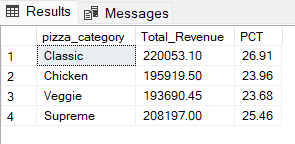 Results Messages
pizza_category Total_Revenue PCT
1 Classic 220053.10 26.91
2 Chicken 195919.50 23.96
3 Veggie 193690.45 23.68
4 Supreme 208197.00 25.46